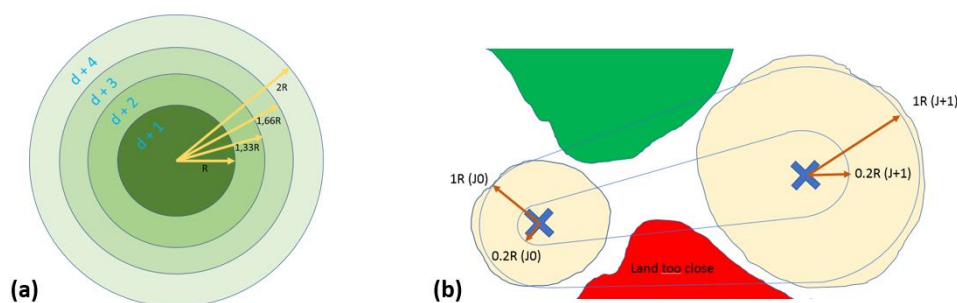 d + 4
d + 3
d + 2
d + 1
2R
1,66R
1,33R
R
(a)
1R (J+1)
0.2R (J+1)
1R (J0)
0.2R (J0)
Land too close
(b)